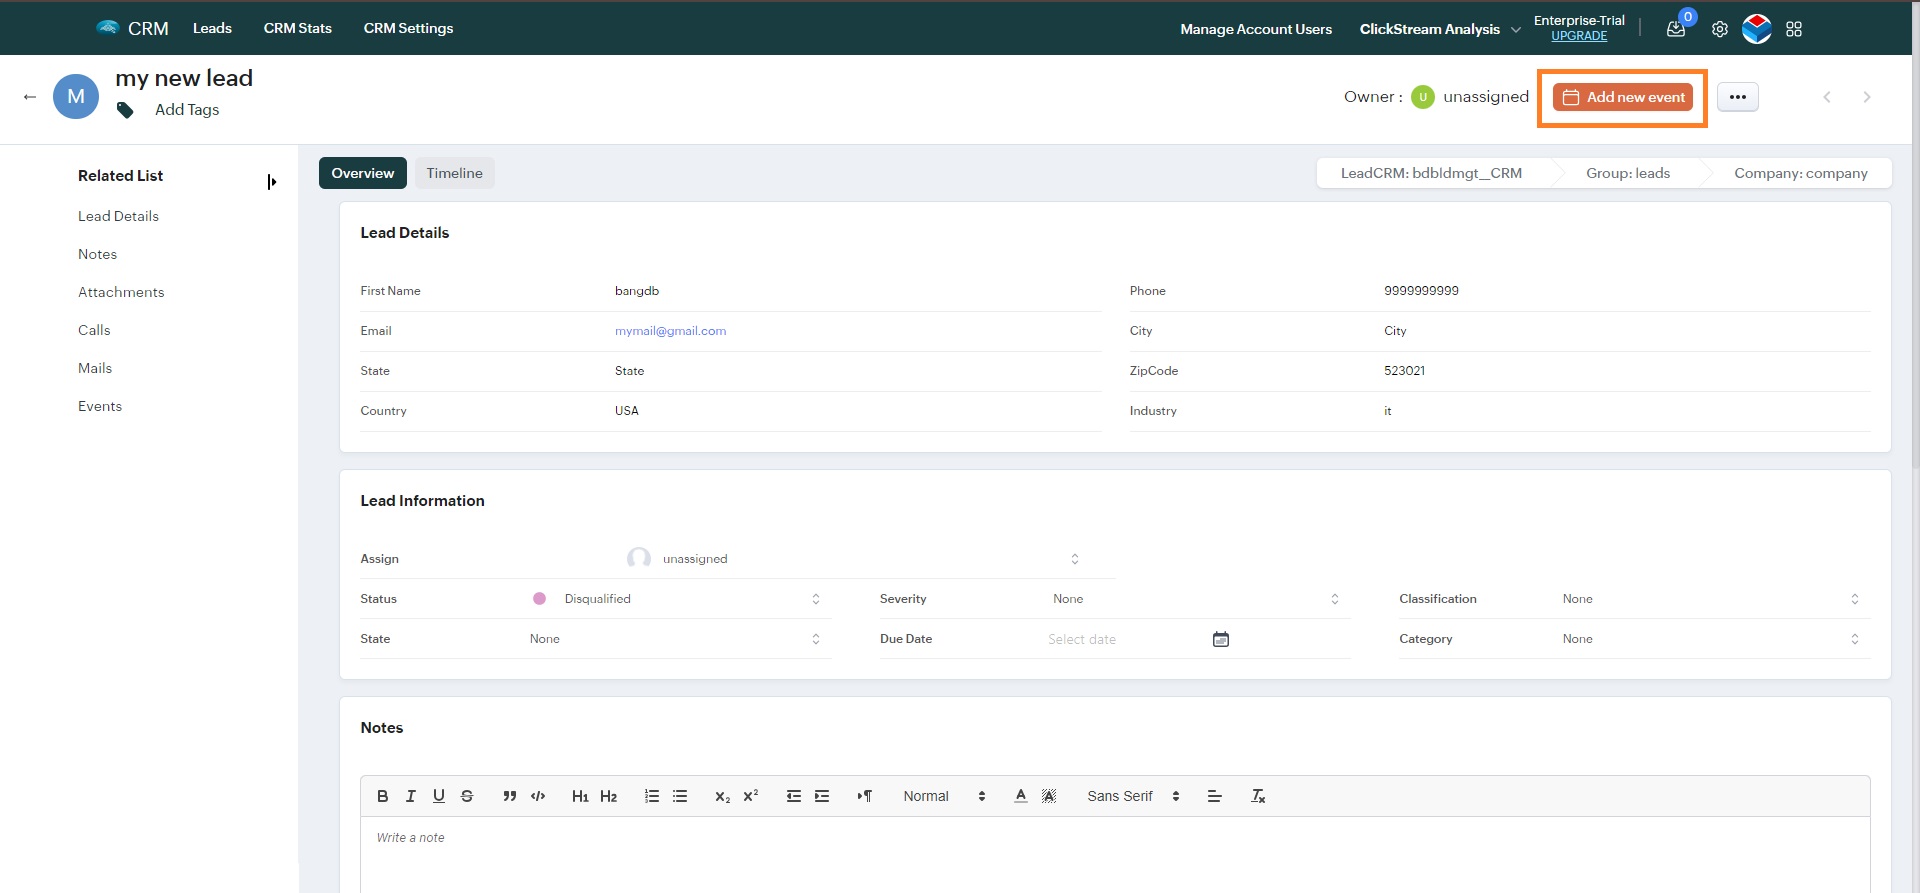 CRM Leads CRM Stats CRM Settings Manage Account Users ClickStream Analysis Enterprise-Trial 0
UPGRADE
M my new lead
Add Tags
Owner : U unassigned Add new event •••
Related List
Lead Details
Notes
Attachments
Calls
Mails
Events
Overview Timeline LeadCRM: bdbldmgt__CRM Group: leads Company: company
Lead Details
First Name bangdb Phone 9999999999
Email mymail@gmail.com City City
State State ZipCode 523021
Country USA Industry it
Lead Information
Assign unassigned
Status Disqualified Severity None Classification None
State None Due Date Select date Category None
Notes
B I U S H1 H2 X2 X2 Normal A A Sans Serif Tx
Write a note